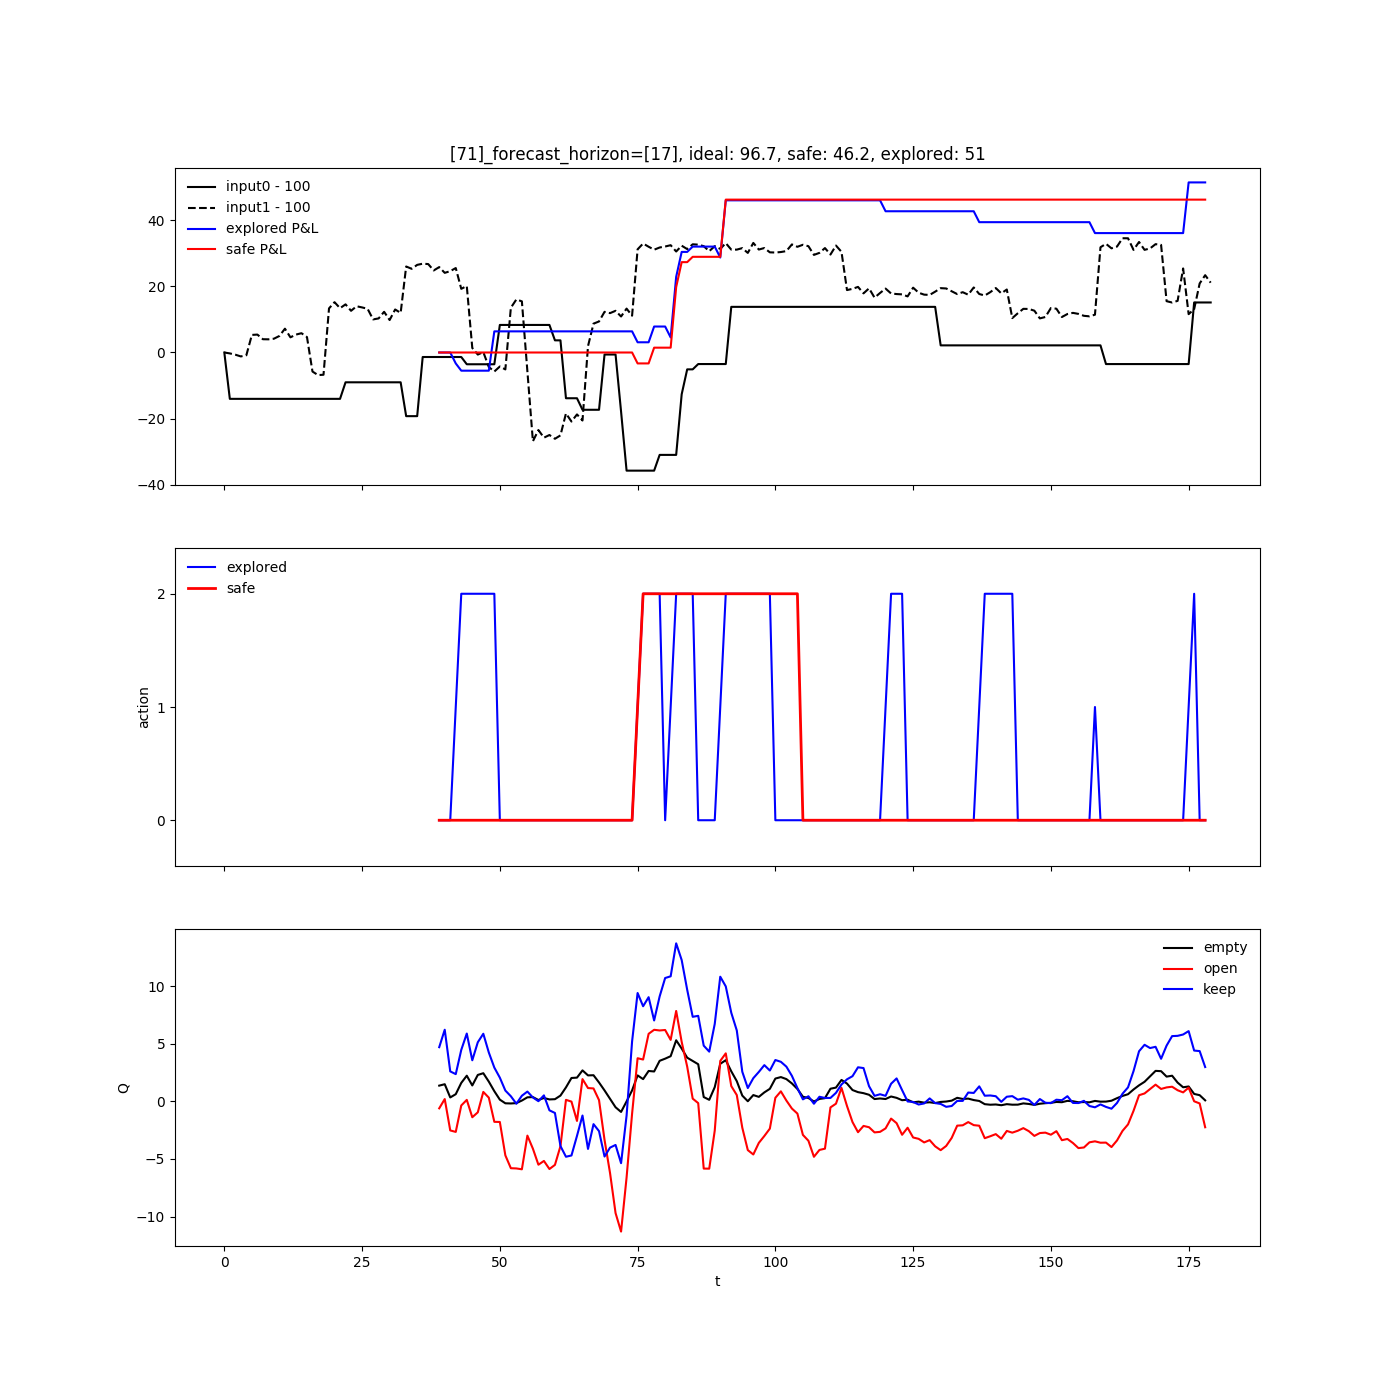 [71]_forecast_horizon=[17], ideal: 96.7, safe: 46.2, explored: 51
input0 - 100
input1 - 100
explored P&L
safe P&L
40
20
0
−20
−40
explored
safe
2
1
0
action
empty
open
keep
10
5
0
−5
−10
Q
0 25 50 75 100 125 150 175
t